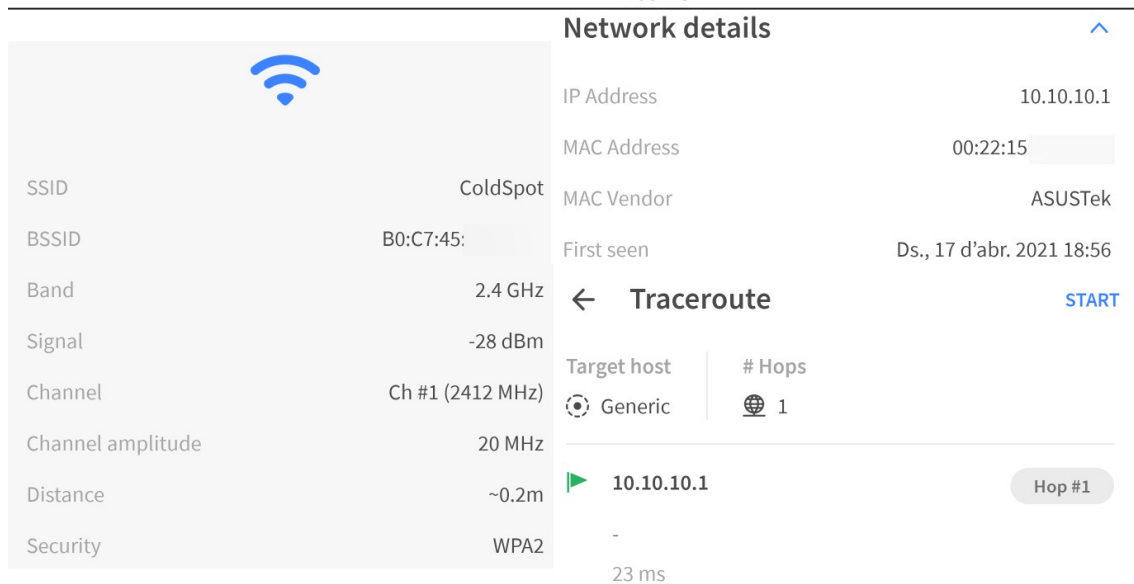 SSID ColdSpot
BSSID B0:C7:45:
Band 2.4 GHz
Signal -28 dBm
Channel Ch #1 (2412 MHz)
Channel amplitude 20 MHz
Distance ~0.2m
Security WPA2
Network details
IP Address 10.10.10.1
MAC Address 00:22:15
MAC Vendor ASUSTek
First seen Ds., 17 d’abr. 2021 18:56
Traceroute START
Target host # Hops
Generic 1
10.10.10.1 Hop #1
-
23 ms